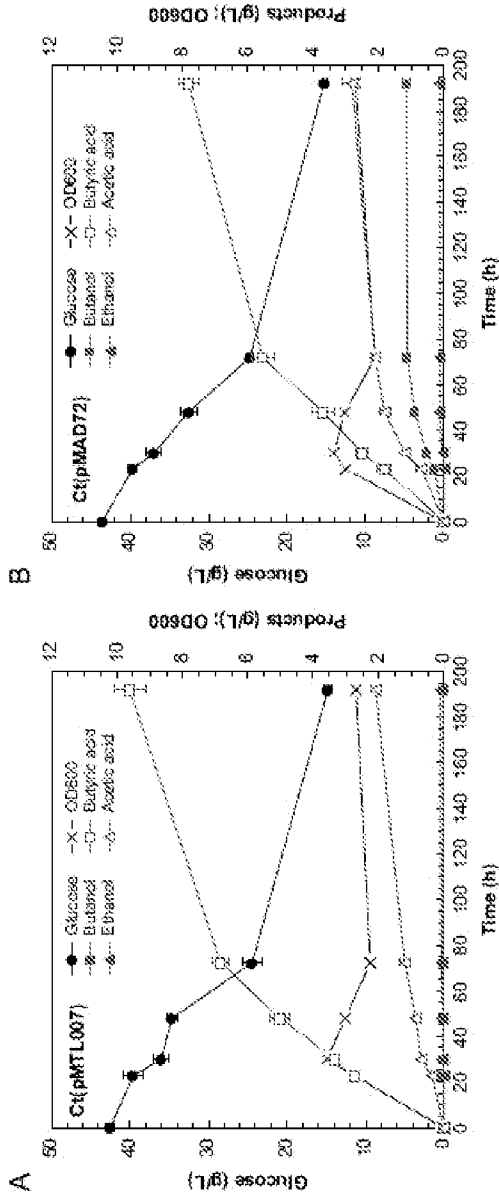 A
Ct(pMTL007)
Glucose
OD600
Butanol
Butyric acid
Ethanol
Acetic acid
Glucose (g/L)
50
40
30
20
10
0
Products (g/L); OD600
12
10
8
6
4
2
0
0 20 40 60 80 100 120 140 160 180 200
Time (h)
B
Ct(pMAD72)
Glucose
OD600
Butanol
Butyric acid
Ethanol
Acetic acid
Glucose (g/L)
50
40
30
20
10
0
Products (g/L); OD600
12
10
8
6
4
2
0
0 20 40 60 80 100 120 140 160 180 200
Time (h)